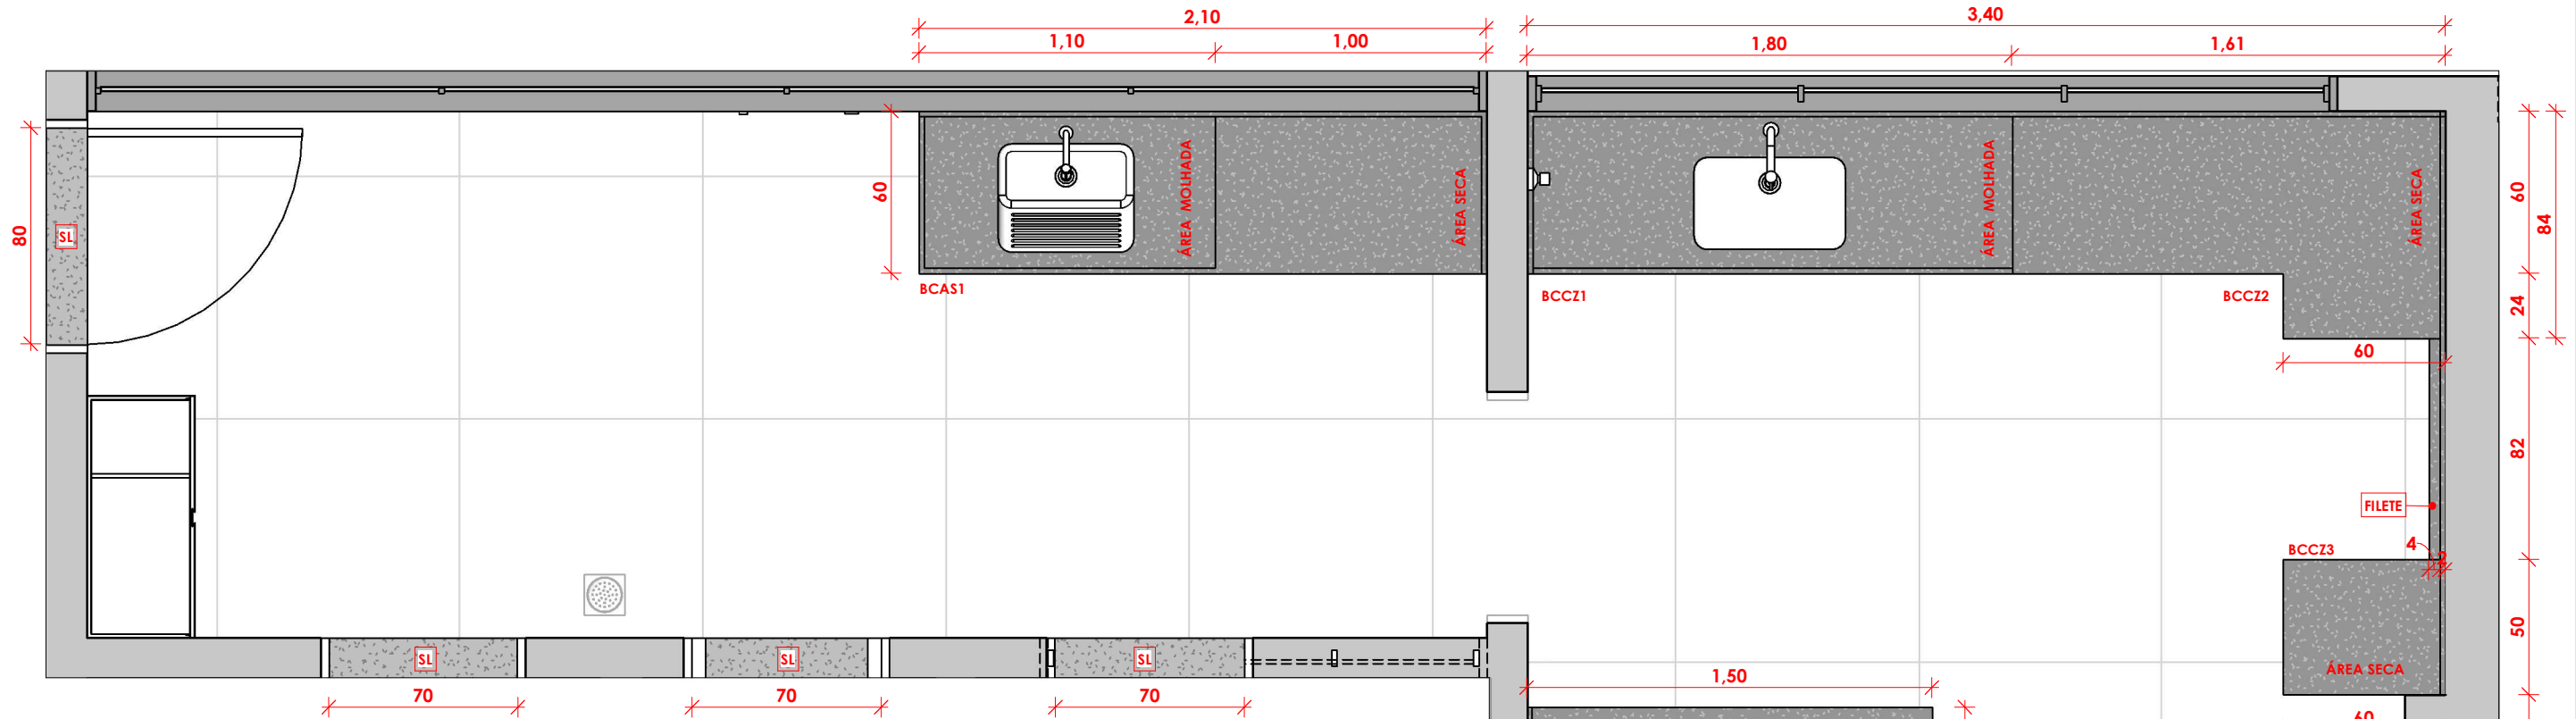 2,10
3,40
1,10
1,00
1,80
1,61
ÁREA MOLHADA
ÁREA SECA
ÁREA MOLHADA
ÁREA SECA
60
60
84
80
SL
BCAS1
BCCZ1
BCCZ2
24
60
82
FILETE
4
2
BCCZ3
50
SL
SL
SL
ÁREA SECA
70
70
70
1,50
60